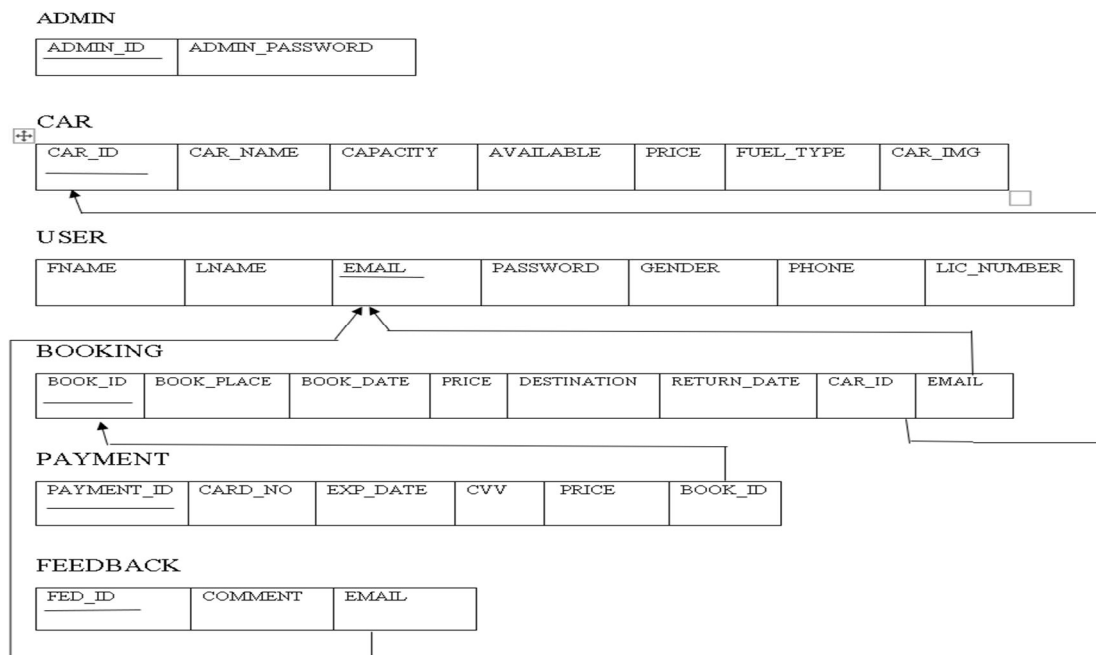 ADMIN
ADMIN_ID ADMIN_PASSWORD
CAR
CAR_ID CAR_NAME CAPACITY AVAILABLE PRICE FUEL_TYPE CAR_IMG
USER
FNAME LNAME EMAIL PASSWORD GENDER PHONE LIC_NUMBER
BOOKING
BOOK_ID BOOK_PLACE BOOK_DATE PRICE DESTINATION RETURN_DATE CAR_ID EMAIL
PAYMENT
PAYMENT_ID CARD_NO EXP_DATE CVV PRICE BOOK_ID
FEEDBACK
FED_ID COMMENT EMAIL